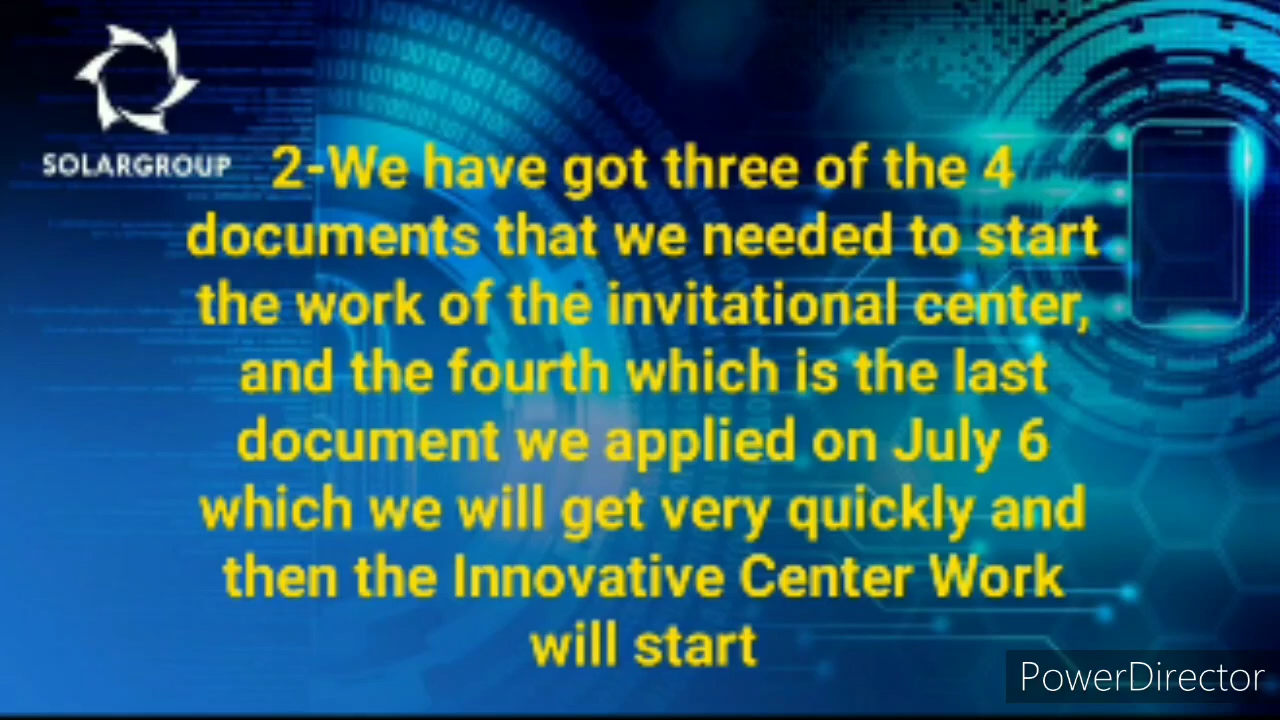 SOLARGROUP
2-We have got three of the 4
documents that we needed to start
the work of the invitational center,
and the fourth which is the last
document we applied on July 6
which we will get very quickly and
then the Innovative Center Work
will start
PowerDirector